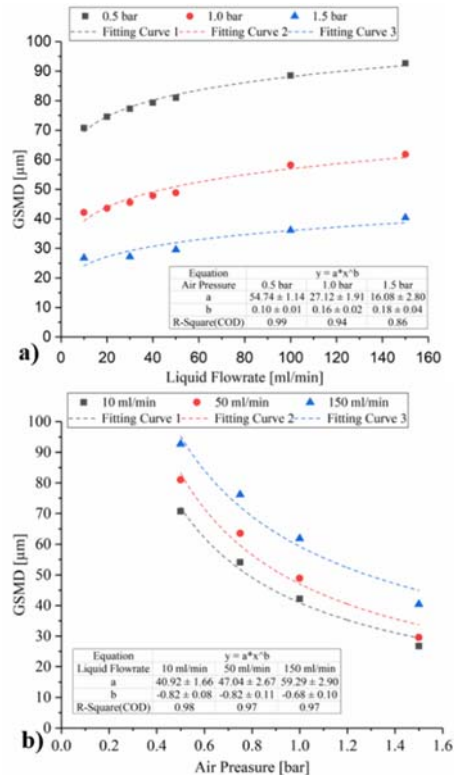 0.5 bar 1.0 bar 1.5 bar
Fitting Curve 1 Fitting Curve 2 Fitting Curve 3
100
90
80
70
60
50
40
30
20
10
0
GSMD [µm]
Equation y = a*x^b
Air Pressure 0.5 bar 1.0 bar 1.5 bar
a 54.74 ± 1.14 27.12 ± 1.91 16.08 ± 2.80
b 0.10 ± 0.01 0.16 ± 0.02 0.18 ± 0.04
R-Square(COD) 0.99 0.94 0.86
a)
0 20 40 60 80 100 120 140 160
Liquid Flowrate [ml/min]
10 ml/min 50 ml/min 150 ml/min
Fitting Curve 1 Fitting Curve 2 Fitting Curve 3
100
90
80
70
60
50
40
30
20
10
0
GSMD [µm]
Equation y = a*x^b
Liquid Flowrate 10 ml/min 50 ml/min 150 ml/min
a 40.92 ± 1.66 47.04 ± 2.67 59.29 ± 2.90
b -0.82 ± 0.08 -0.82 ± 0.11 -0.68 ± 0.10
R-Square(COD) 0.98 0.97 0.97
b)
0.0 0.2 0.4 0.6 0.8 1.0 1.2 1.4 1.6
Air Pressure [bar]